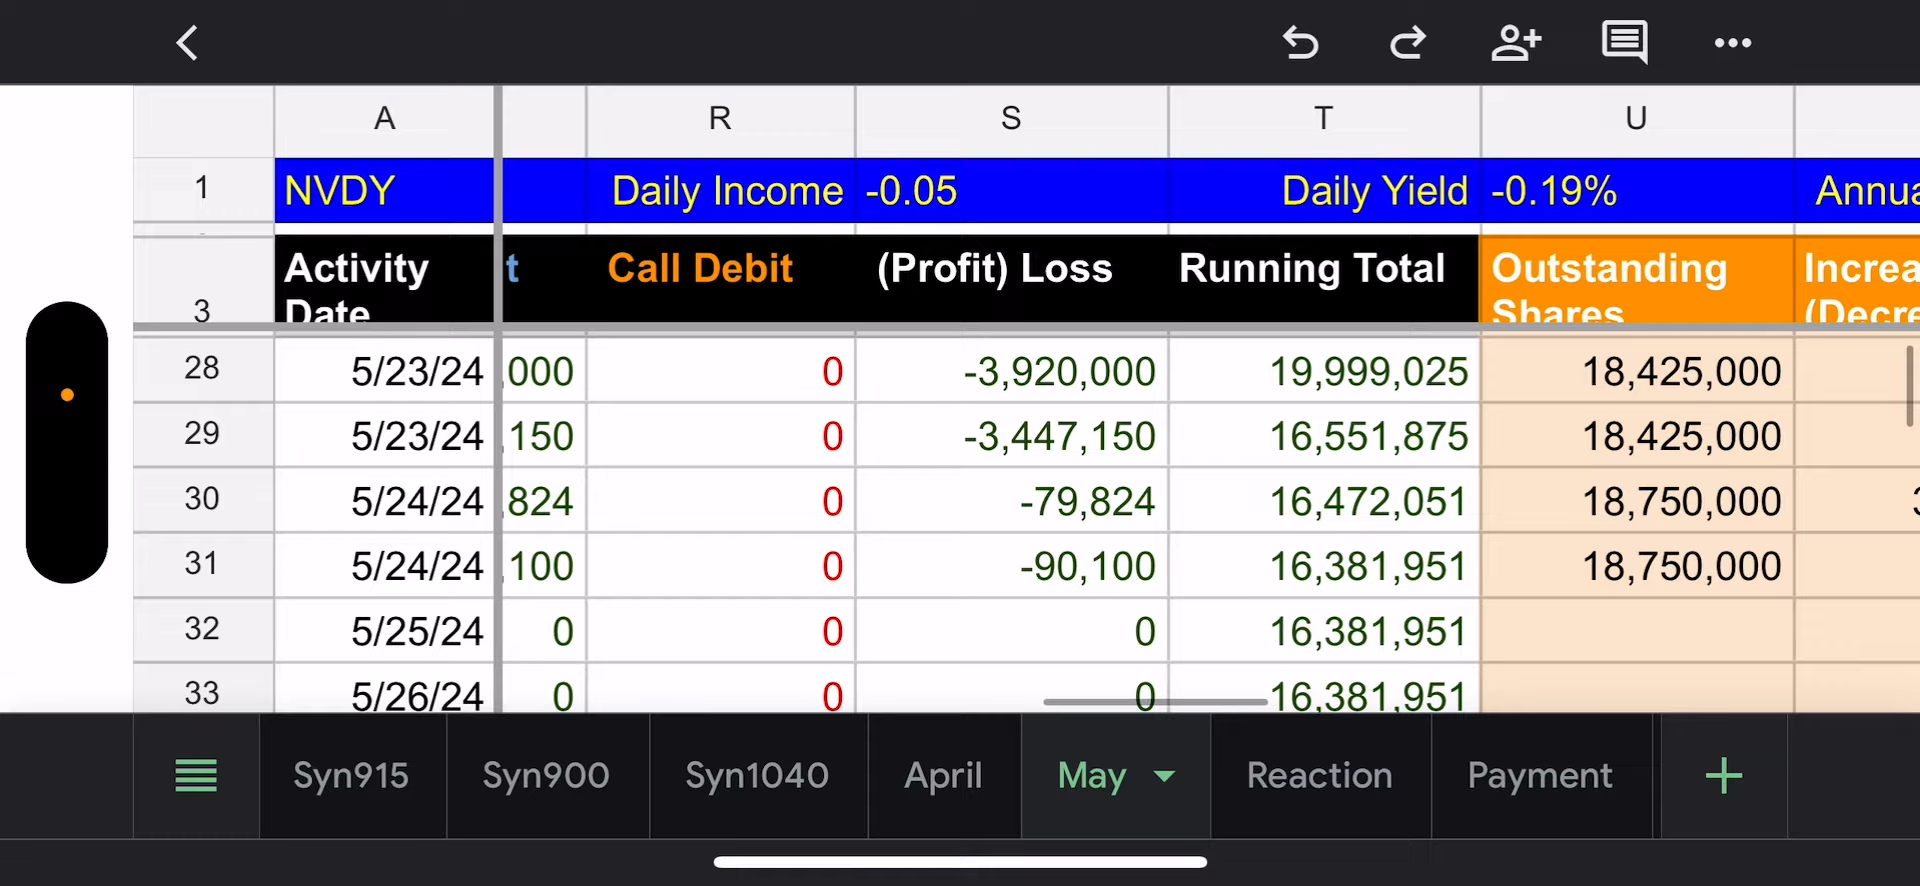 A R S T U
1 NVDY Daily Income -0.05 Daily Yield -0.19% Annua
3 Activity Date t Call Debit (Profit) Loss Running Total Outstanding Shares Increa (Decre
28 5/23/24 ,000 0 -3,920,000 19,999,025 18,425,000
29 5/23/24 ,150 0 -3,447,150 16,551,875 18,425,000
30 5/24/24 ,824 0 -79,824 16,472,051 18,750,000 3
31 5/24/24 ,100 0 -90,100 16,381,951 18,750,000
32 5/25/24 0 0 0 16,381,951
33 5/26/24 0 0 0 16,381,951
Syn915 Syn900 Syn1040 April May Reaction Payment